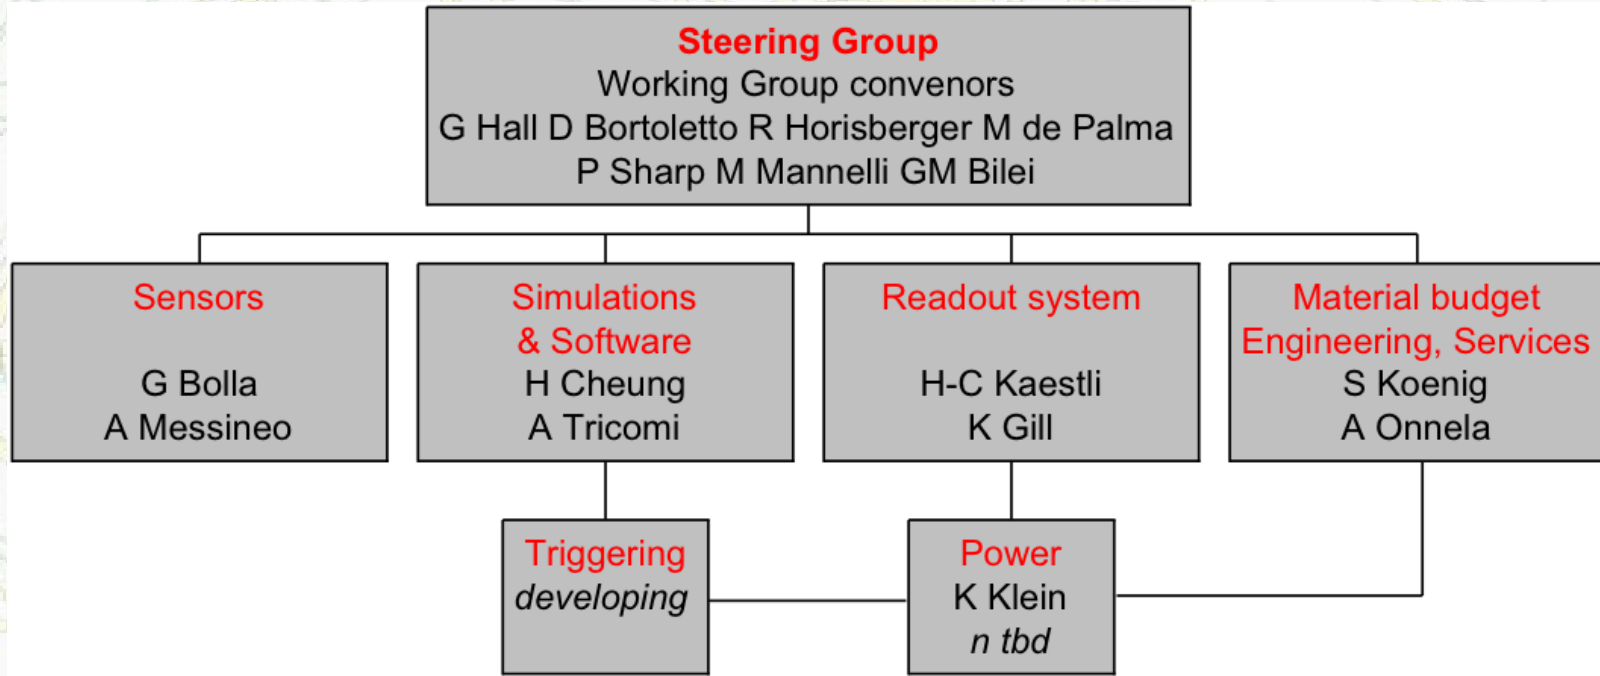 Steering Group
Working Group convenors
G Hall D Bortoletto R Horisberger M de Palma
P Sharp M Mannelli GM Bilei
Sensors
G Bolla
A Messineo
Simulations
& Software
H Cheung
A Tricomi
Readout system
H-C Kaestli
K Gill
Material budget
Engineering, Services
S Koenig
A Onnela
Triggering
developing
Power
K Klein
n tbd